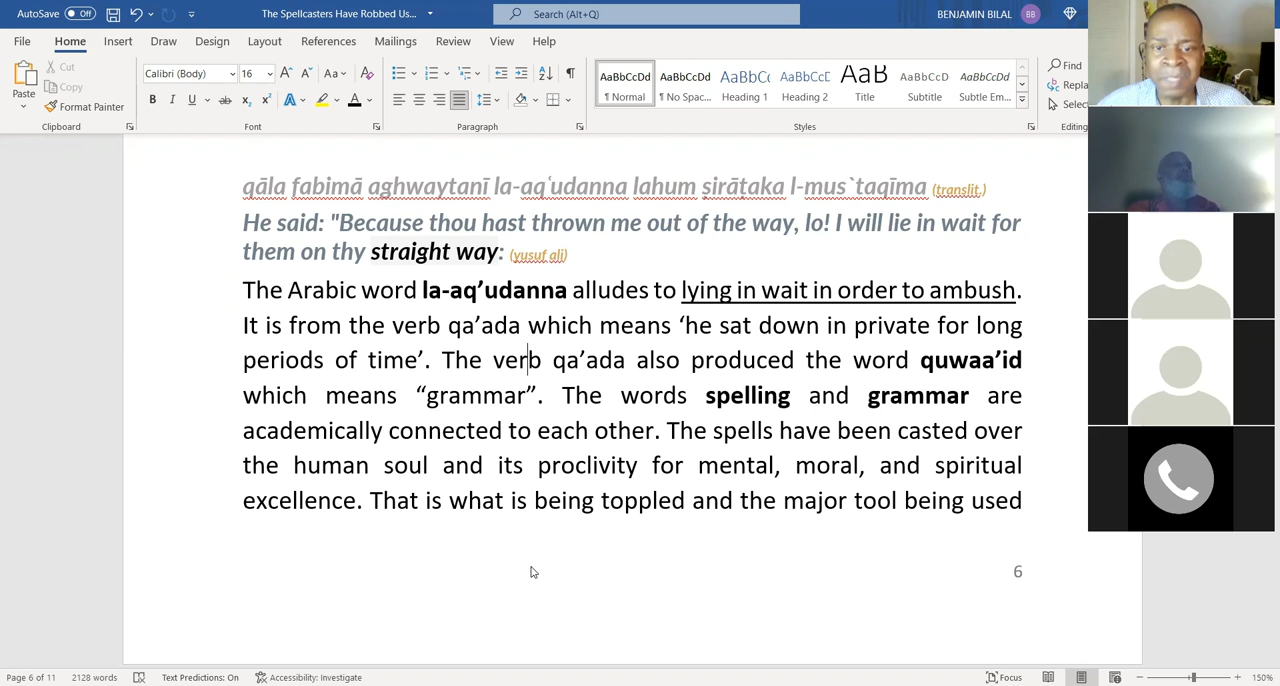 AutoSave Off The Spellcasters Have Robbed Us... Search (Alt+Q) BENJAMIN BILAL BB
File Home Insert Draw Design Layout References Mailings Review View Help
Paste Cut Copy Format Painter
Calibri (Body) 16
AaBbCcDd ¶ Normal
AaBbCcDd ¶ No Spac...
AaBbCc Heading 1
AaBbCcD Heading 2
AaB Title
AaBbCcD Subtitle
AaBbCcDd Subtle Em...
Find
Repla
Selec
Clipboard Font Paragraph Styles Editing
qāla fabimā aghwaytanī la-aqʿudanna lahum ṣirāṭaka l-mus`taqīma (translit.)
He said: "Because thou hast thrown me out of the way, lo! I will lie in wait for
them on thy straight way: (yusuf ali)
The Arabic word la-aq’udanna alludes to lying in wait in order to ambush.
It is from the verb qa’ada which means ‘he sat down in private for long
periods of time’. The verb qa’ada also produced the word quwaa’id
which means “grammar”. The words spelling and grammar are
academically connected to each other. The spells have been casted over
the human soul and its proclivity for mental, moral, and spiritual
excellence. That is what is being toppled and the major tool being used
6
Page 6 of 11 2128 words Text Predictions: On Accessibility: Investigate Focus 150%